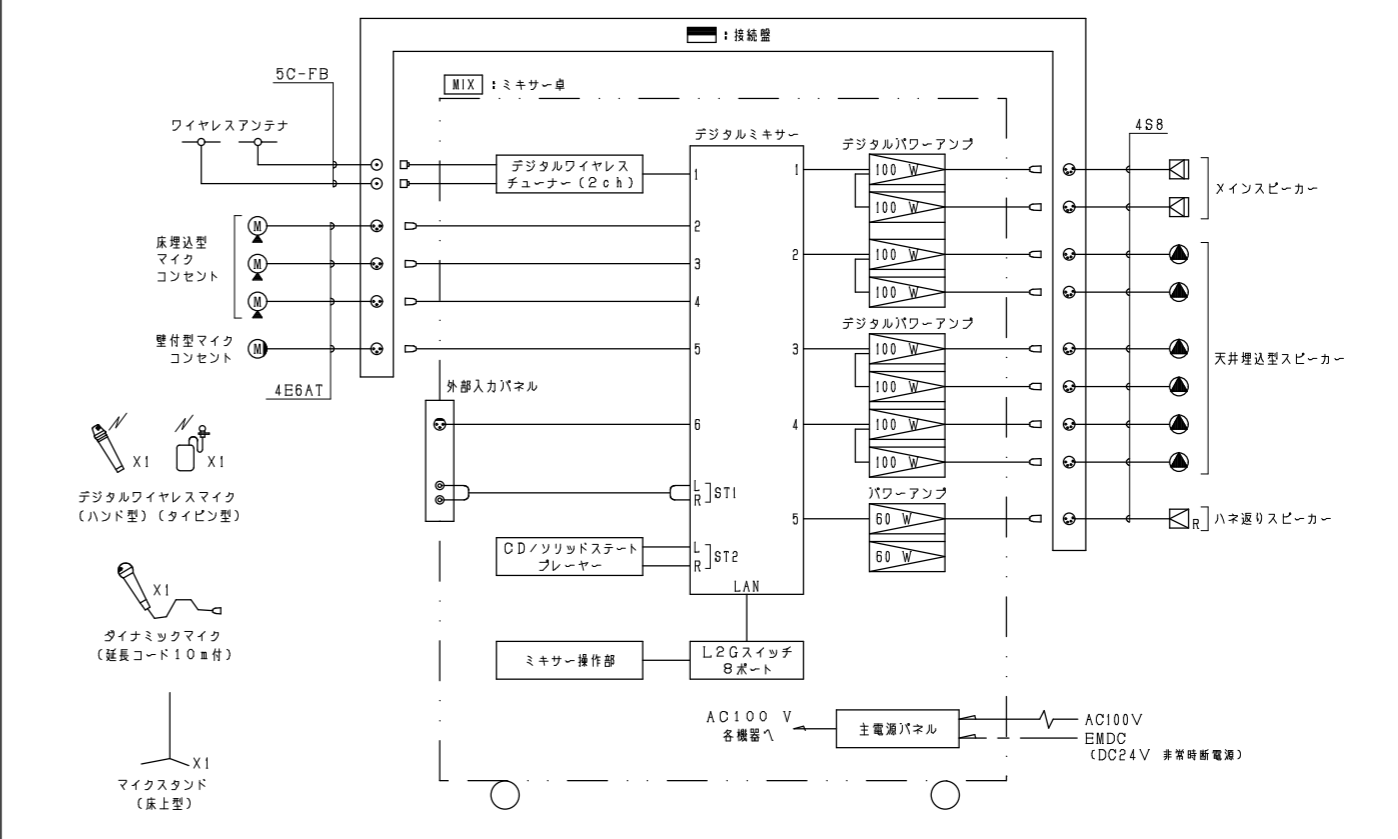 ：接続盤
5C-FB
MIX ：ミキサー卓
ワイヤレスアンテナ
デジタルミキサー
デジタルパワーアンプ
4S8
デジタルワイヤレス
チューナー（２ｃｈ）
1
1
100 W
100 W
メインスピーカー
床埋込型
マイク
コンセント
M
M
M
2
3
4
2
100 W
100 W
デジタルパワーアンプ
壁付型マイク
コンセント
M
5
3
100 W
100 W
天井埋込型スピーカー
4E6AT
外部入力パネル
6
4
100 W
100 W
X1
X1
デジタルワイヤレスマイク
（ハンド型）（タイピン型）
L
R
ST1
パワーアンプ
5
60 W
60 W
R
ハネ返りスピーカー
ＣＤ／ソリッドステート
プレーヤー
L
R
ST2
LAN
X1
ダイナミックマイク
（延長コード１０ｍ付）
ミキサー操作部
Ｌ２Ｇスイッチ
８ポート
AC100 V
各機器へ
主電源パネル
AC100V
EMDC
（DC24V 非常時断電源）
X1
マイクスタンド
（床上型）